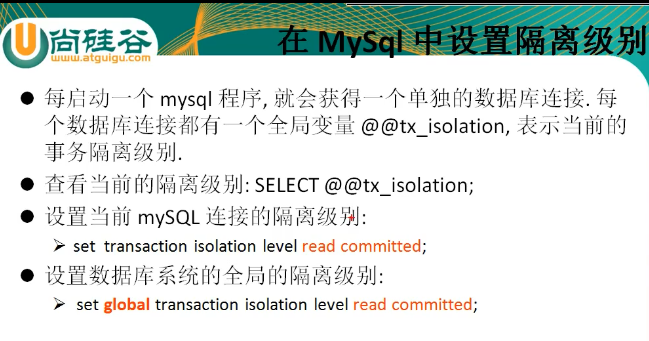 尚硅谷
www.atguigu.com
在 MySql 中设置隔离级别
● 每启动一个 mysql 程序, 就会获得一个单独的数据库连接. 每
个数据库连接都有一个全局变量 @@tx_isolation, 表示当前的
事务隔离级别.
● 查看当前的隔离级别: SELECT @@tx_isolation;
● 设置当前 mySQL 连接的隔离级别:
➢ set transaction isolation level read committed;
● 设置数据库系统的全局的隔离级别:
➢ set global transaction isolation level read committed;